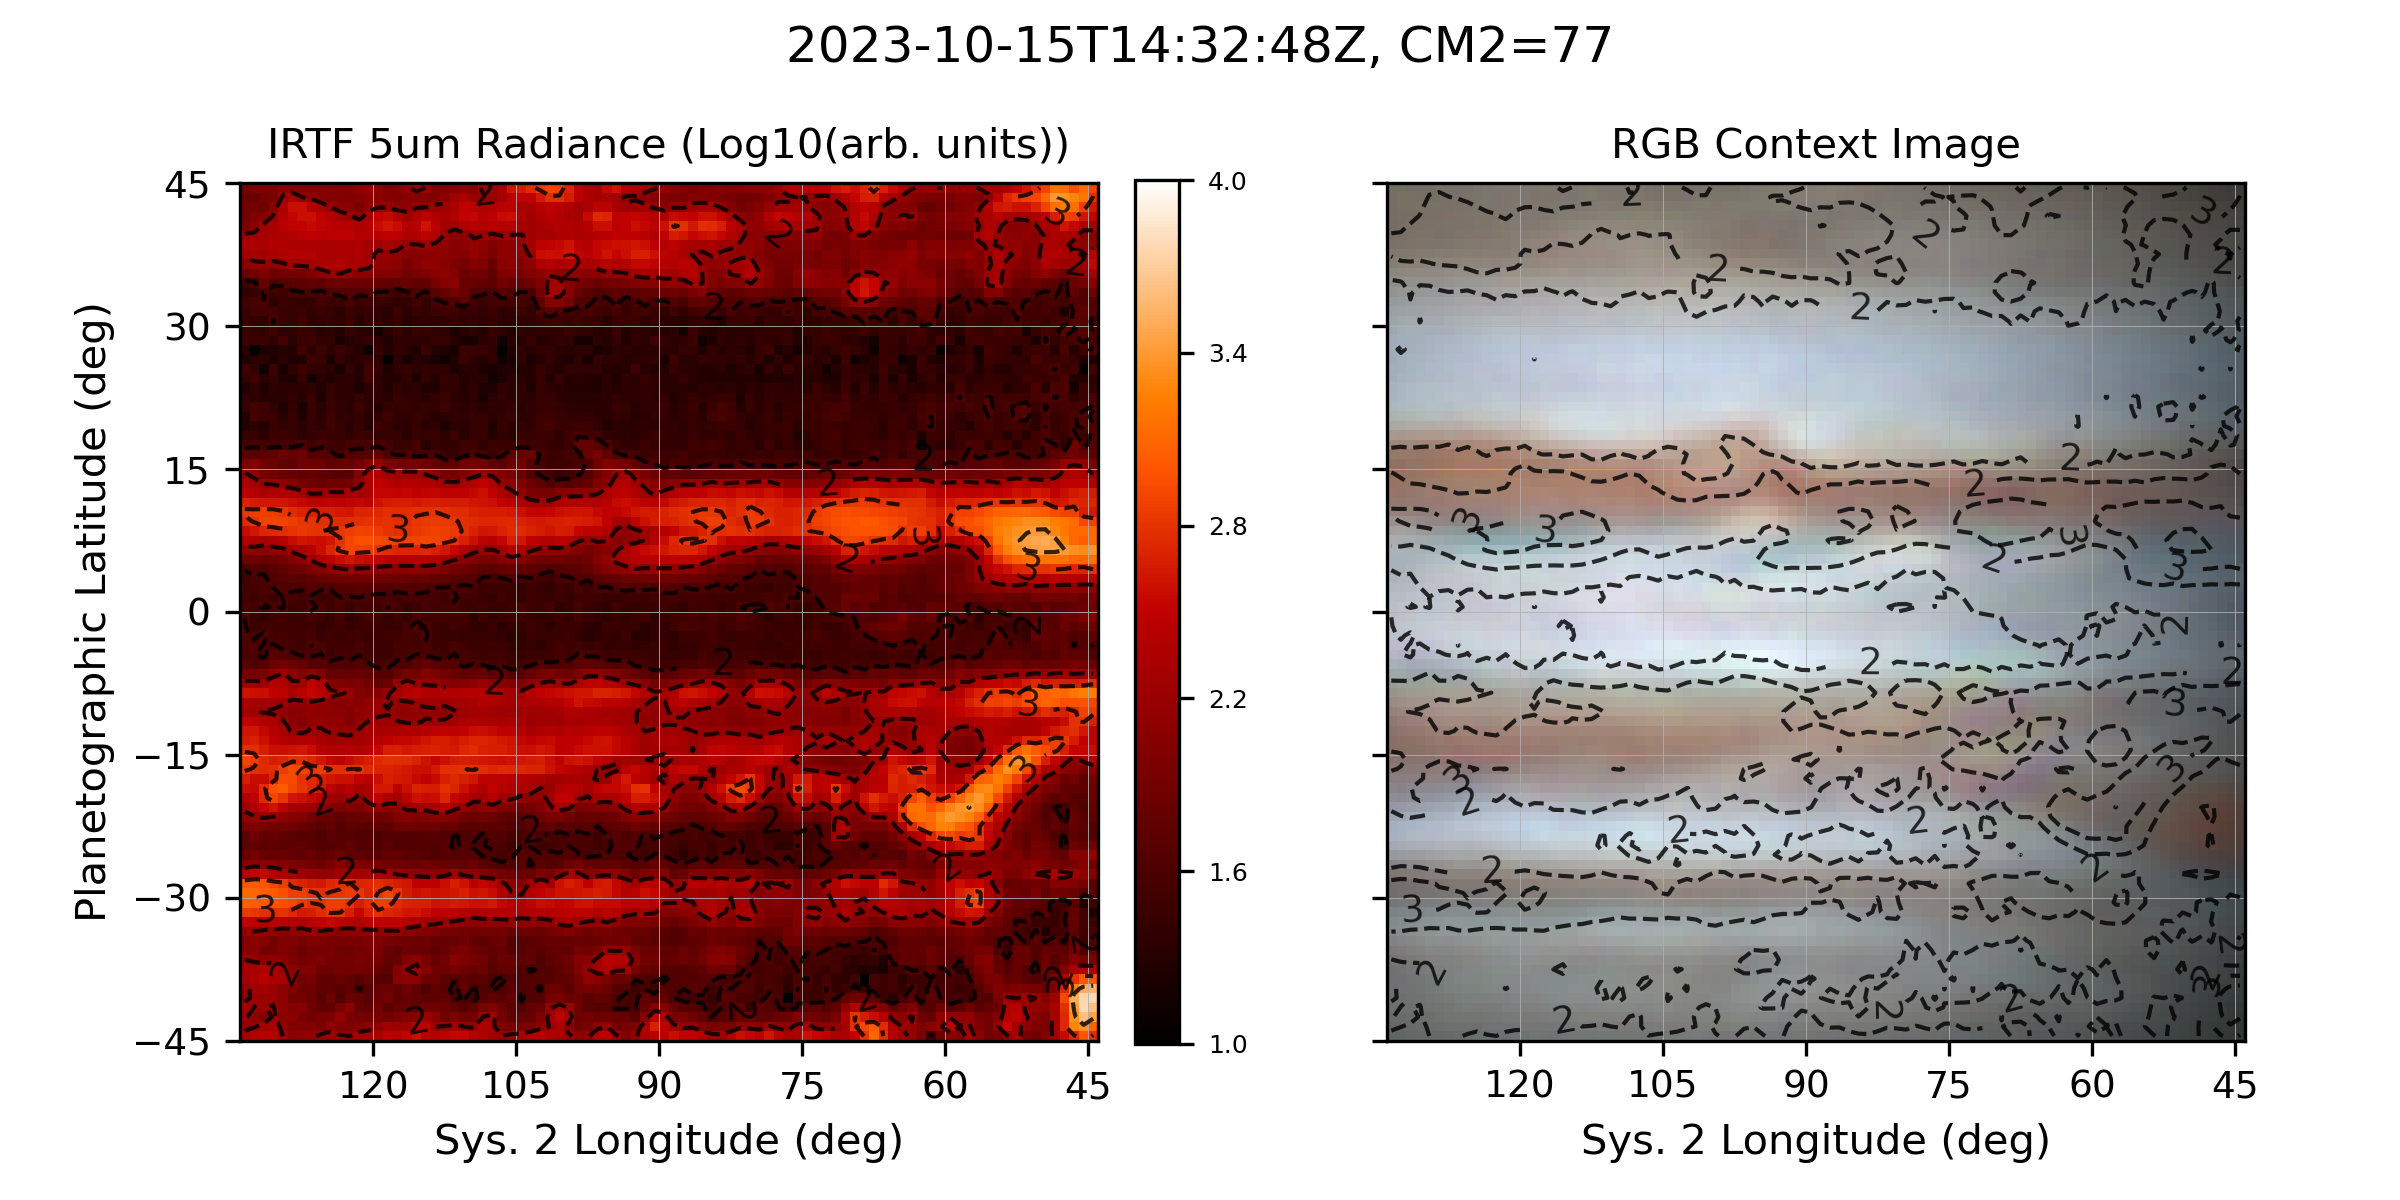 2023-10-15T14:32:48Z, CM2=77
IRTF 5um Radiance (Log10(arb. units))
RGB Context Image
Planetographic Latitude (deg)
45
30
15
0
−15
−30
−45
120 105 90 75 60 45
Sys. 2 Longitude (deg)
4.0
3.4
2.8
2.2
1.6
1.0
120 105 90 75 60 45
Sys. 2 Longitude (deg)